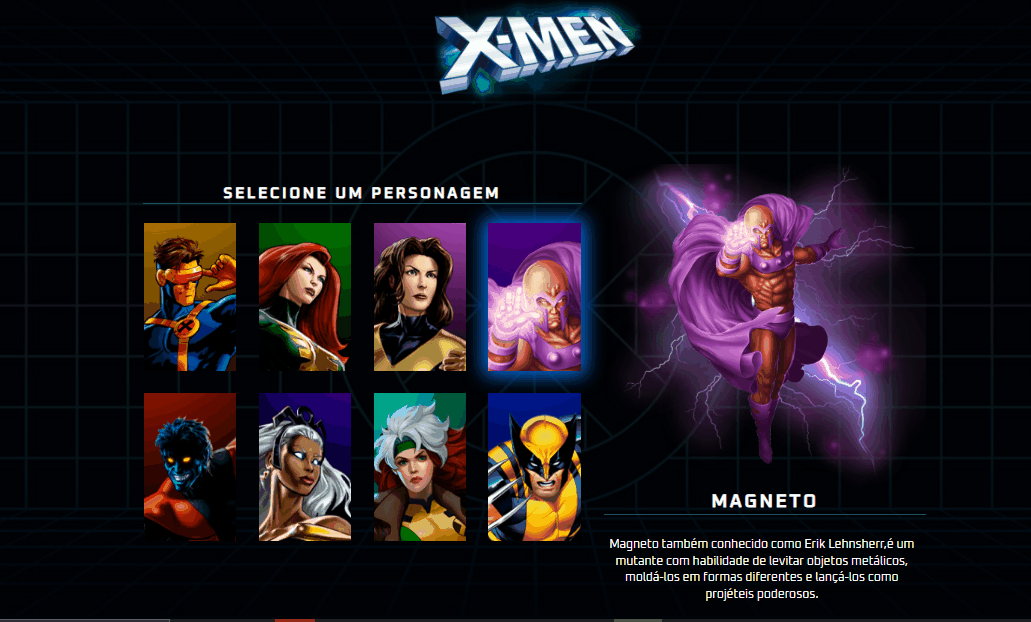 X-MEN
SELECIONE UM PERSONAGEM
MAGNETO
Magneto também conhecido como Erik Lehnsherr,é um
mutante com habilidade de levitar objetos metálicos,
moldá-los em formas diferentes e lançá-los como
projéteis poderosos.